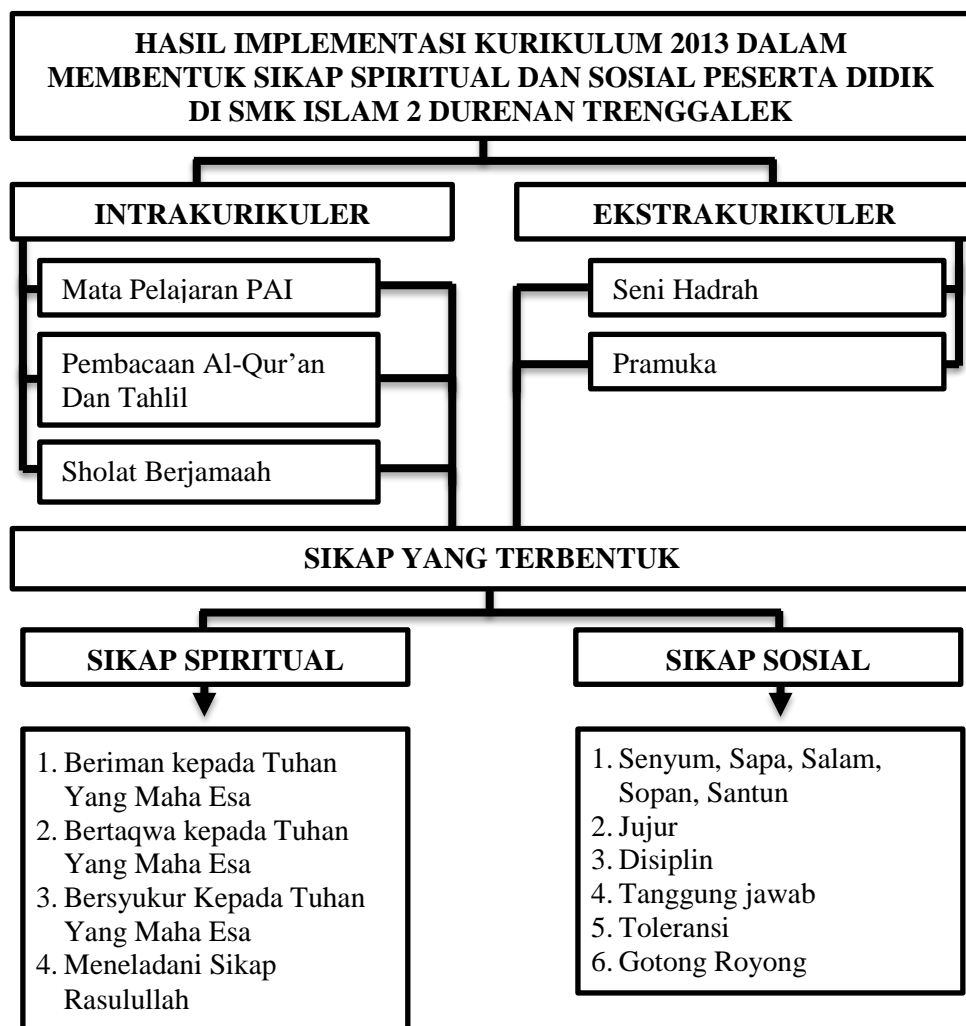 HASIL IMPLEMENTASI KURIKULUM 2013 DALAM
MEMBENTUK SIKAP SPIRITUAL DAN SOSIAL PESERTA DIDIK
DI SMK ISLAM 2 DURENAN TRENGGALEK
INTRAKURIKULER
Mata Pelajaran PAI
Pembacaan Al-Qur’an
Dan Tahlil
Sholat Berjamaah
EKSTRAKURIKULER
Seni Hadrah
Pramuka
SIKAP YANG TERBENTUK
SIKAP SPIRITUAL
1. Beriman kepada Tuhan
Yang Maha Esa
2. Bertaqwa kepada Tuhan
Yang Maha Esa
3. Bersyukur Kepada Tuhan
Yang Maha Esa
4. Meneladani Sikap
Rasulullah
SIKAP SOSIAL
1. Senyum, Sapa, Salam,
Sopan, Santun
2. Jujur
3. Disiplin
4. Tanggung jawab
5. Toleransi
6. Gotong Royong